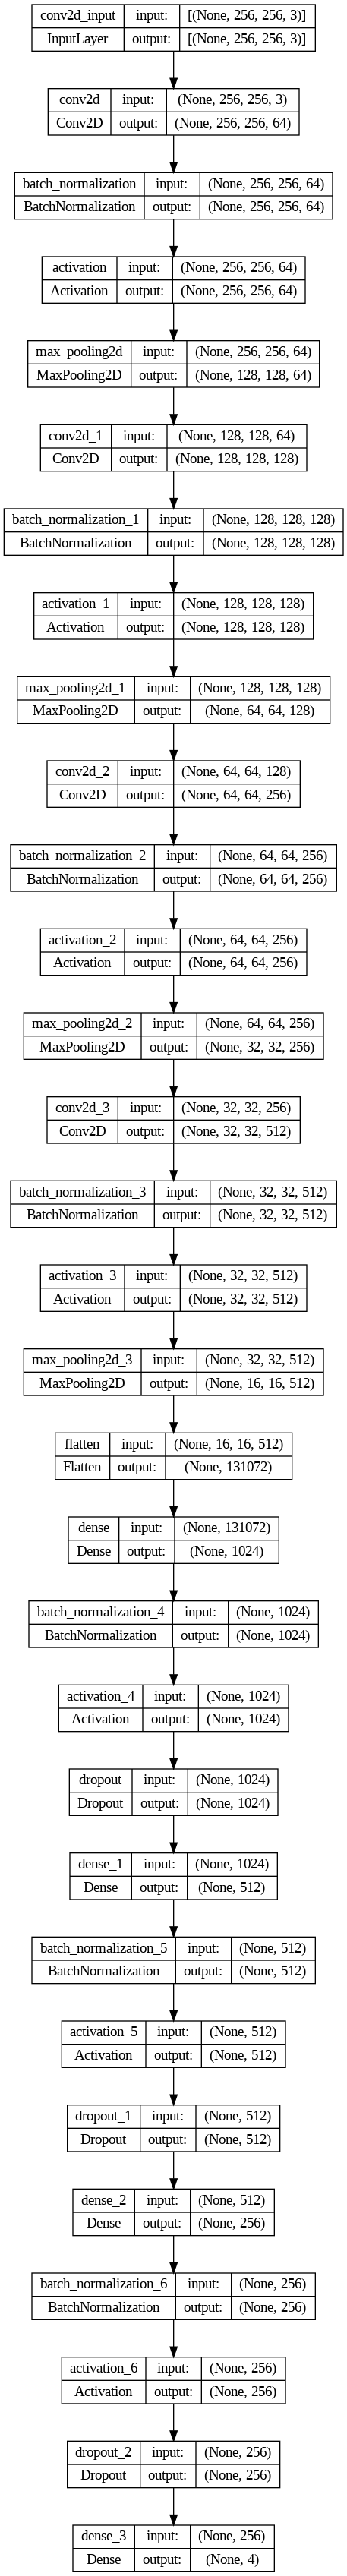 conv2d_input input: [(None, 256, 256, 3)]
InputLayer output: [(None, 256, 256, 3)]
conv2d input: (None, 256, 256, 3)
Conv2D output: (None, 256, 256, 64)
batch_normalization input: (None, 256, 256, 64)
BatchNormalization output: (None, 256, 256, 64)
activation input: (None, 256, 256, 64)
Activation output: (None, 256, 256, 64)
max_pooling2d input: (None, 256, 256, 64)
MaxPooling2D output: (None, 128, 128, 64)
conv2d_1 input: (None, 128, 128, 64)
Conv2D output: (None, 128, 128, 128)
batch_normalization_1 input: (None, 128, 128, 128)
BatchNormalization output: (None, 128, 128, 128)
activation_1 input: (None, 128, 128, 128)
Activation output: (None, 128, 128, 128)
max_pooling2d_1 input: (None, 128, 128, 128)
MaxPooling2D output: (None, 64, 64, 128)
conv2d_2 input: (None, 64, 64, 128)
Conv2D output: (None, 64, 64, 256)
batch_normalization_2 input: (None, 64, 64, 256)
BatchNormalization output: (None, 64, 64, 256)
activation_2 input: (None, 64, 64, 256)
Activation output: (None, 64, 64, 256)
max_pooling2d_2 input: (None, 64, 64, 256)
MaxPooling2D output: (None, 32, 32, 256)
conv2d_3 input: (None, 32, 32, 256)
Conv2D output: (None, 32, 32, 512)
batch_normalization_3 input: (None, 32, 32, 512)
BatchNormalization output: (None, 32, 32, 512)
activation_3 input: (None, 32, 32, 512)
Activation output: (None, 32, 32, 512)
max_pooling2d_3 input: (None, 32, 32, 512)
MaxPooling2D output: (None, 16, 16, 512)
flatten input: (None, 16, 16, 512)
Flatten output: (None, 131072)
dense input: (None, 131072)
Dense output: (None, 1024)
batch_normalization_4 input: (None, 1024)
BatchNormalization output: (None, 1024)
activation_4 input: (None, 1024)
Activation output: (None, 1024)
dropout input: (None, 1024)
Dropout output: (None, 1024)
dense_1 input: (None, 1024)
Dense output: (None, 512)
batch_normalization_5 input: (None, 512)
BatchNormalization output: (None, 512)
activation_5 input: (None, 512)
Activation output: (None, 512)
dropout_1 input: (None, 512)
Dropout output: (None, 512)
dense_2 input: (None, 512)
Dense output: (None, 256)
batch_normalization_6 input: (None, 256)
BatchNormalization output: (None, 256)
activation_6 input: (None, 256)
Activation output: (None, 256)
dropout_2 input: (None, 256)
Dropout output: (None, 256)
dense_3 input: (None, 256)
Dense output: (None, 4)